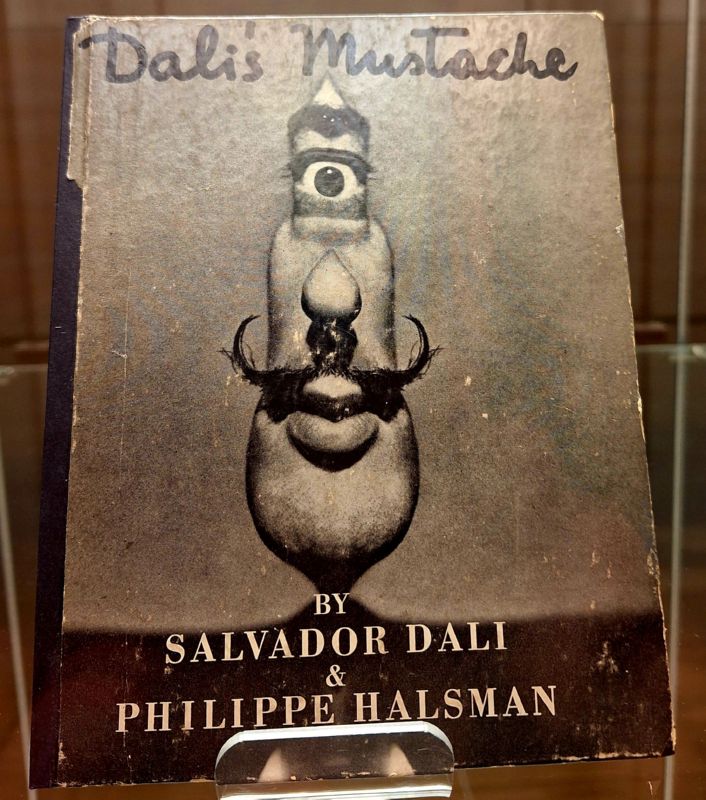 Dali's Mustache
BY
SALVADOR DALI
&
PHILIPPE HALSMAN